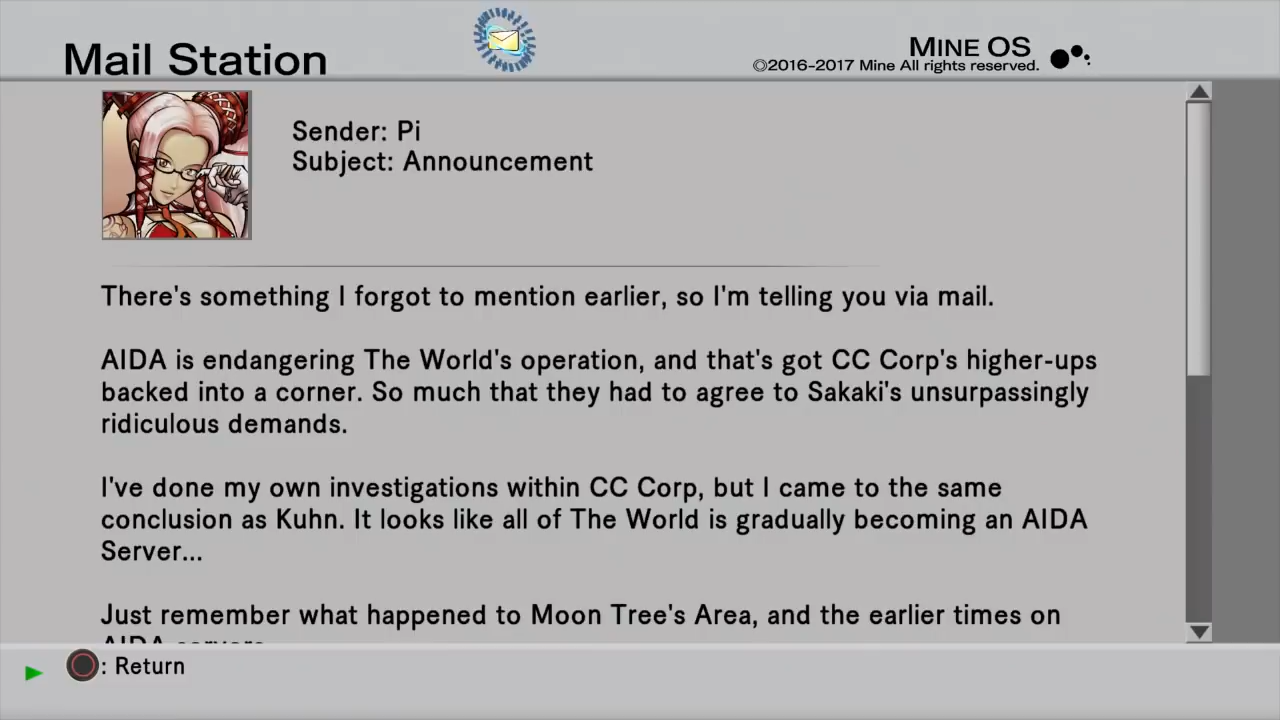 Mail Station
MINE OS
©2016-2017 Mine All rights reserved.
Sender: Pi
Subject: Announcement
There's something I forgot to mention earlier, so I'm telling you via mail.
AIDA is endangering The World's operation, and that's got CC Corp's higher-ups
backed into a corner. So much that they had to agree to Sakaki's unsurpassingly
ridiculous demands.
I've done my own investigations within CC Corp, but I came to the same
conclusion as Kuhn. It looks like all of The World is gradually becoming an AIDA
Server...
Just remember what happened to Moon Tree's Area, and the earlier times on
AIDA servers
: Return